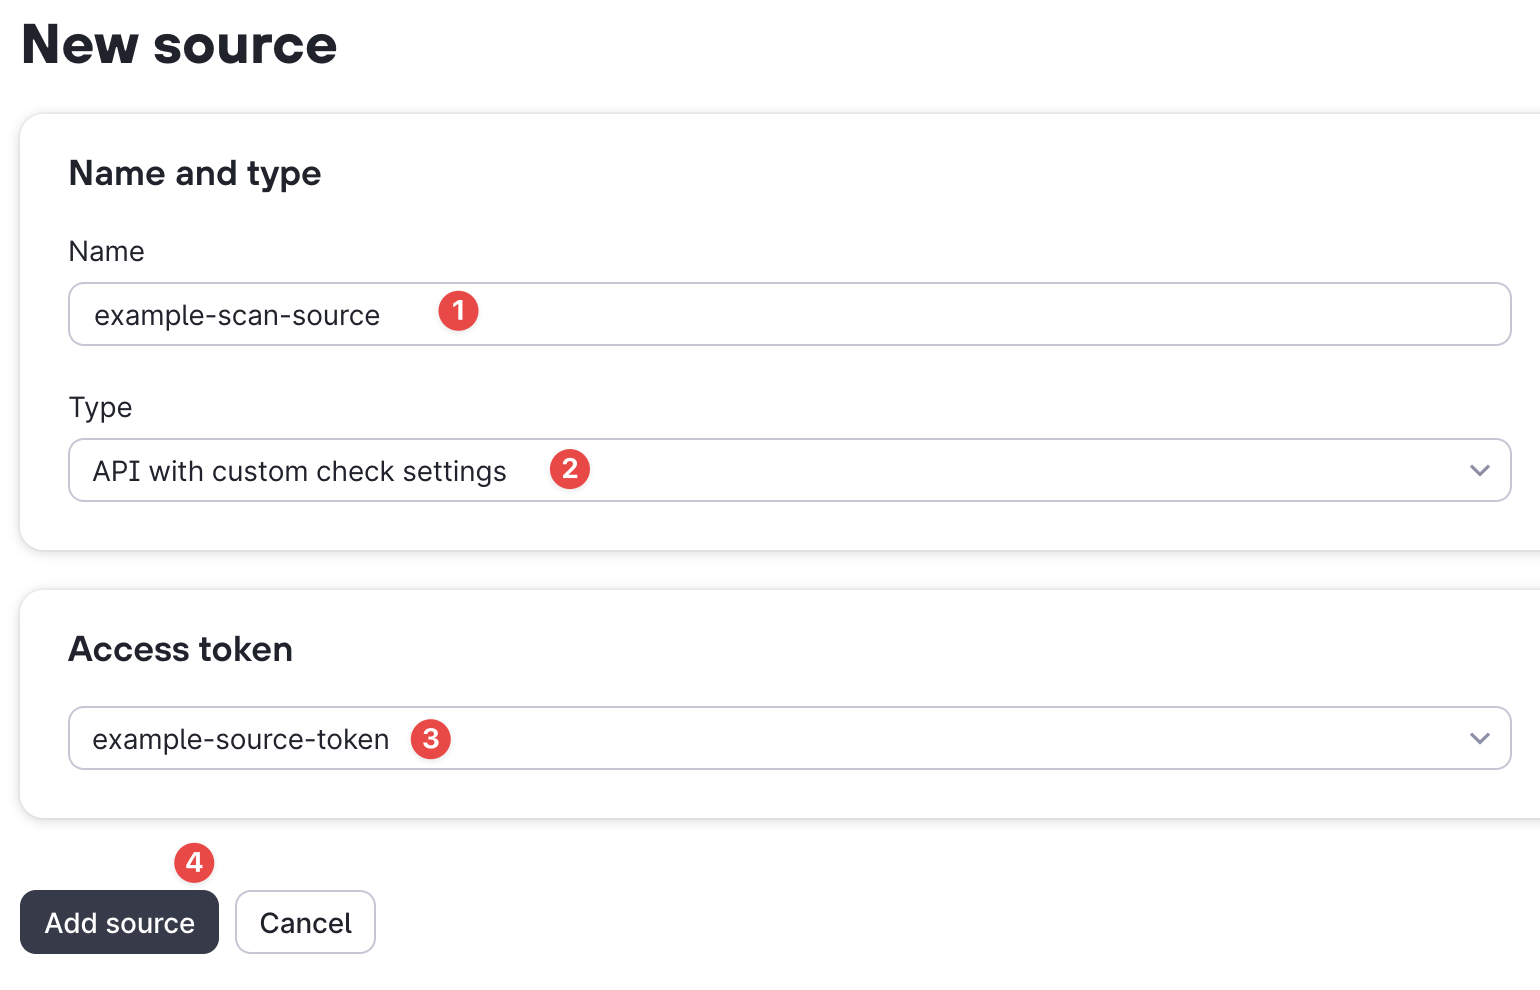 New source
Name and type
Name
example-scan-source 1
Type
API with custom check settings 2
Access token
example-source-token 3
4
Add source Cancel